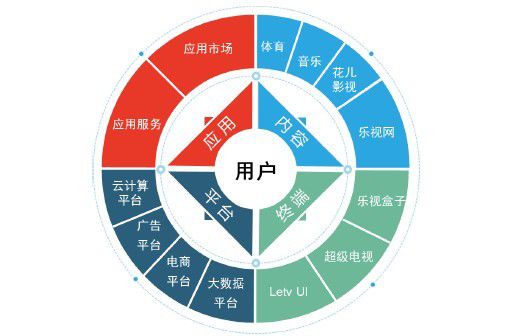 应用市场
体育
音乐
花儿
影视
应用服务
应用
内容
乐视网
用户
云计算
平台
平台
终端
乐视盒子
广告
平台
超级电视
电商
平台
大数据
平台
Letv UI